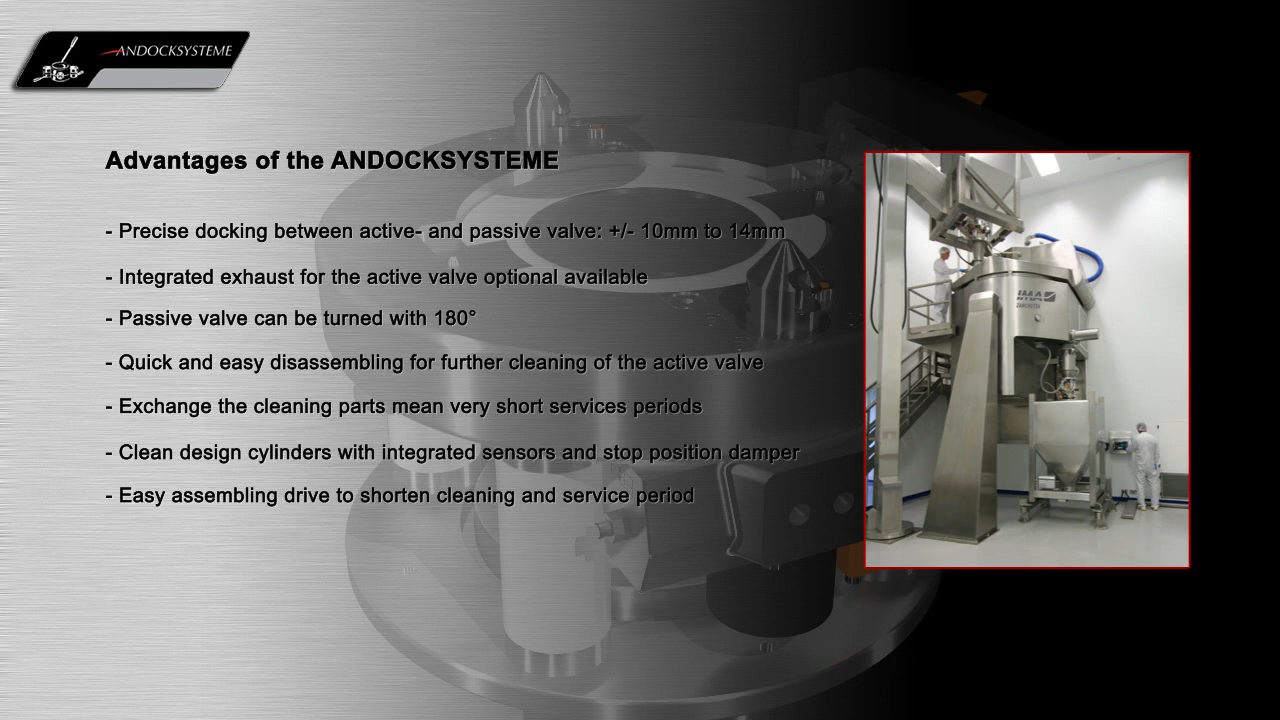 ANDOCKSYSTEME
Advantages of the ANDOCKSYSTEME
- Precise docking between active- and passive valve: +/- 10mm to 14mm
- Integrated exhaust for the active valve optional available
- Passive valve can be turned with 180°
- Quick and easy disassembling for further cleaning of the active valve
- Exchange the cleaning parts mean very short services periods
- Clean design cylinders with integrated sensors and stop position damper
- Easy assembling drive to shorten cleaning and service period
IMA
ZANCHETTA